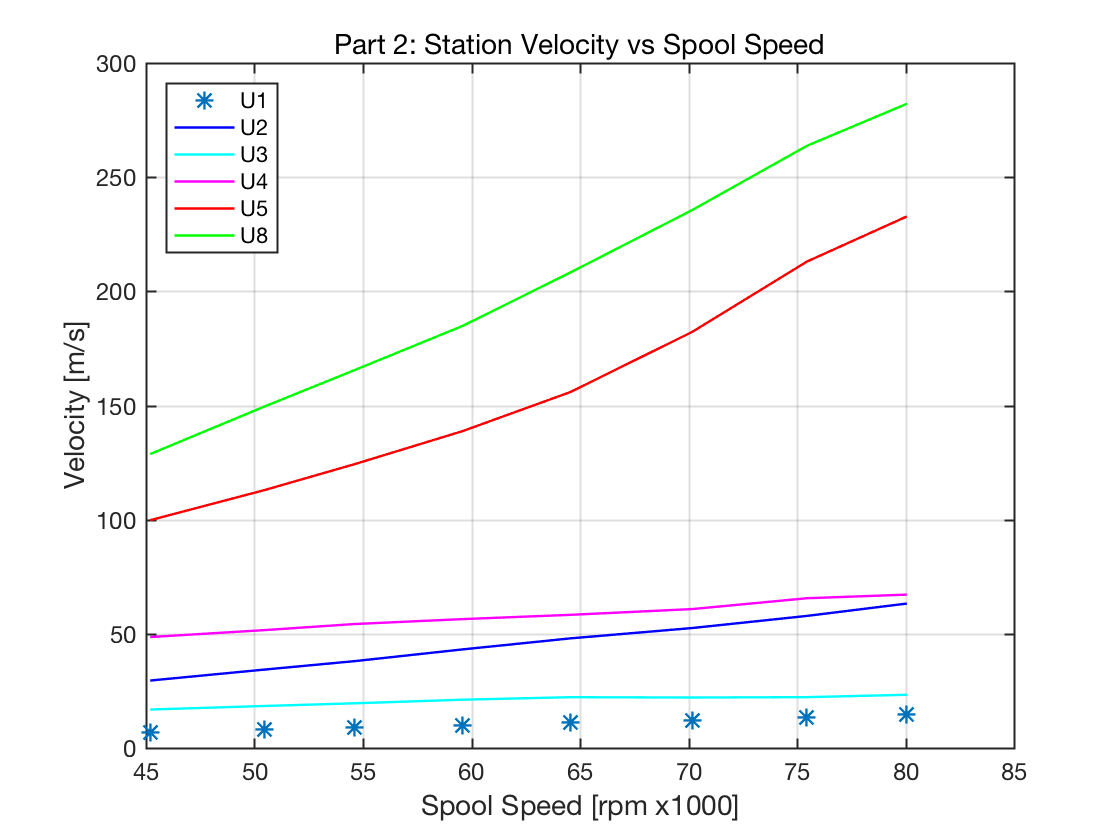 Part 2: Station Velocity vs Spool Speed
300
250
200
150
100
50
0
Velocity [m/s]
U1
U2
U3
U4
U5
U8
45 50 55 60 65 70 75 80 85
Spool Speed [rpm x1000]